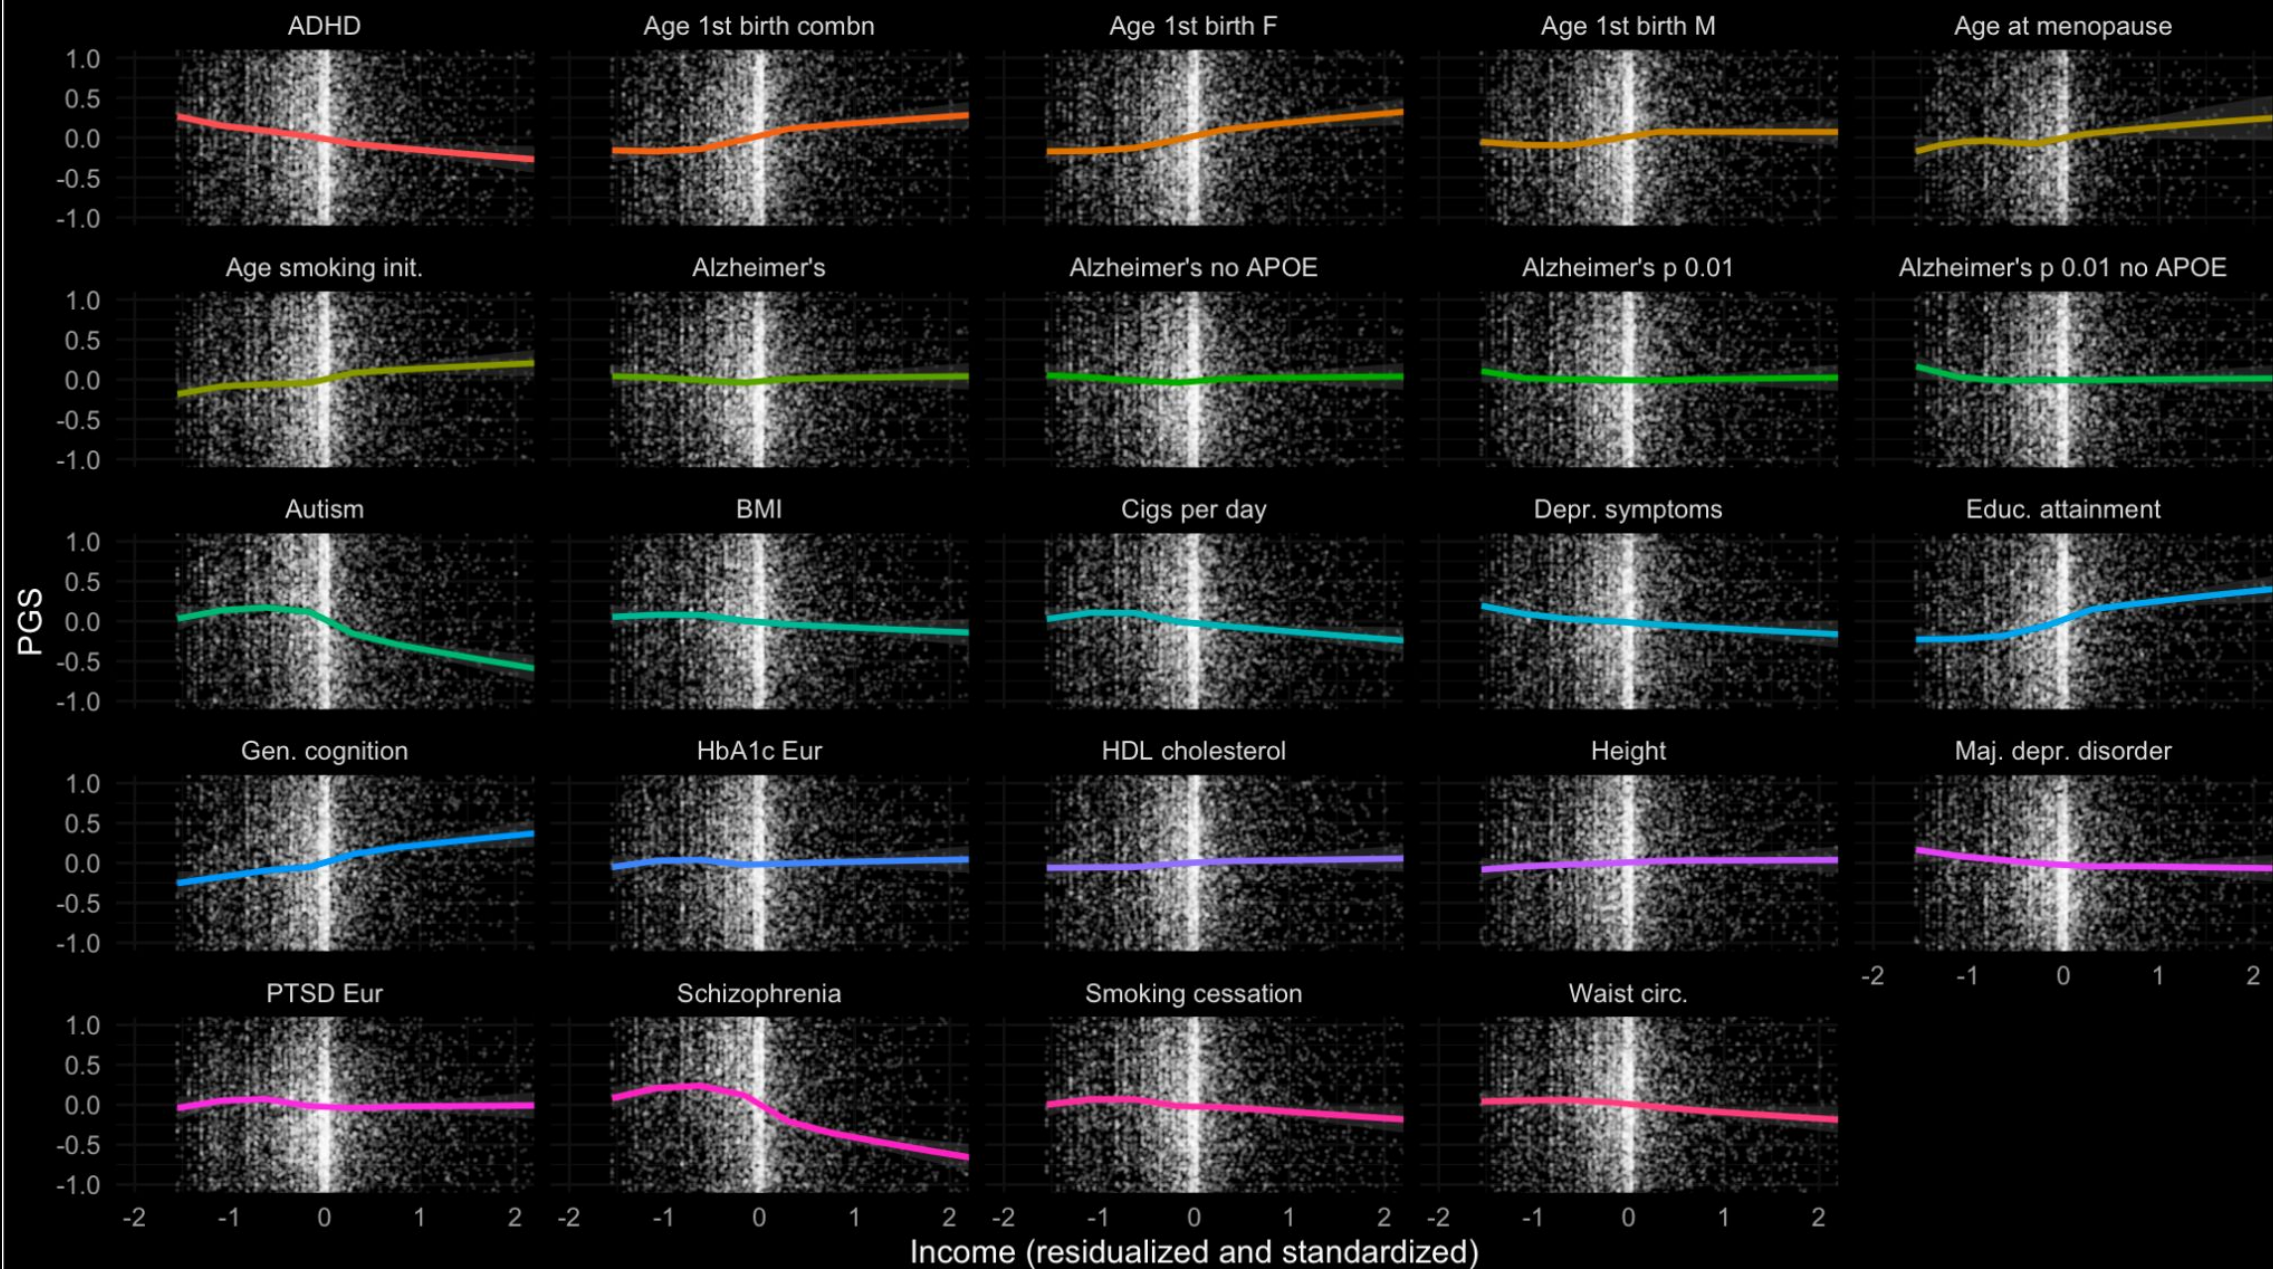 ADHD
Age 1st birth combn
Age 1st birth F
Age 1st birth M
Age at menopause
1.0
0.5
0.0
-0.5
-1.0
Age smoking init.
Alzheimer's
Alzheimer's no APOE
Alzheimer's p 0.01
Alzheimer's p 0.01 no APOE
1.0
0.5
0.0
-0.5
-1.0
Autism
BMI
Cigs per day
Depr. symptoms
Educ. attainment
1.0
0.5
0.0
-0.5
-1.0
PGS
Gen. cognition
HbA1c Eur
HDL cholesterol
Height
Maj. depr. disorder
1.0
0.5
0.0
-0.5
-1.0
-2 -1 0 1 2
PTSD Eur
Schizophrenia
Smoking cessation
Waist circ.
1.0
0.5
0.0
-0.5
-1.0
-2 -1 0 1 2
-2 -1 0 1 2
-2 -1 0 1 2
-2 -1 0 1 2
Income (residualized and standardized)